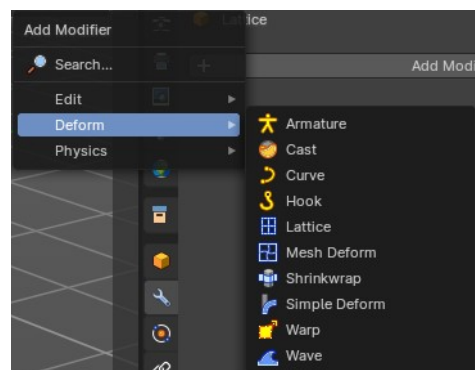 Add Modifier
Lattice
Search...
Add Modi
Edit
Deform
Physics
Armature
Cast
Curve
Hook
Lattice
Mesh Deform
Shrinkwrap
Simple Deform
Warp
Wave